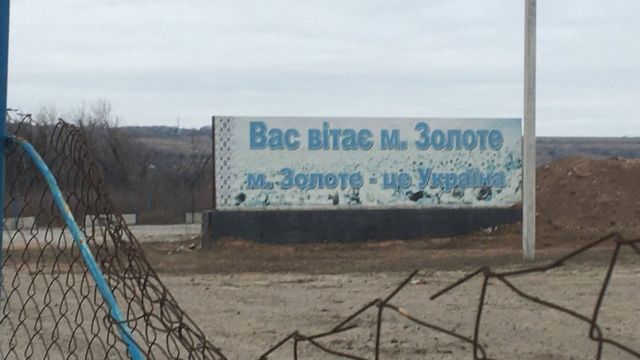 Вас вітає м. Золоте
м. Золоте - це Україна